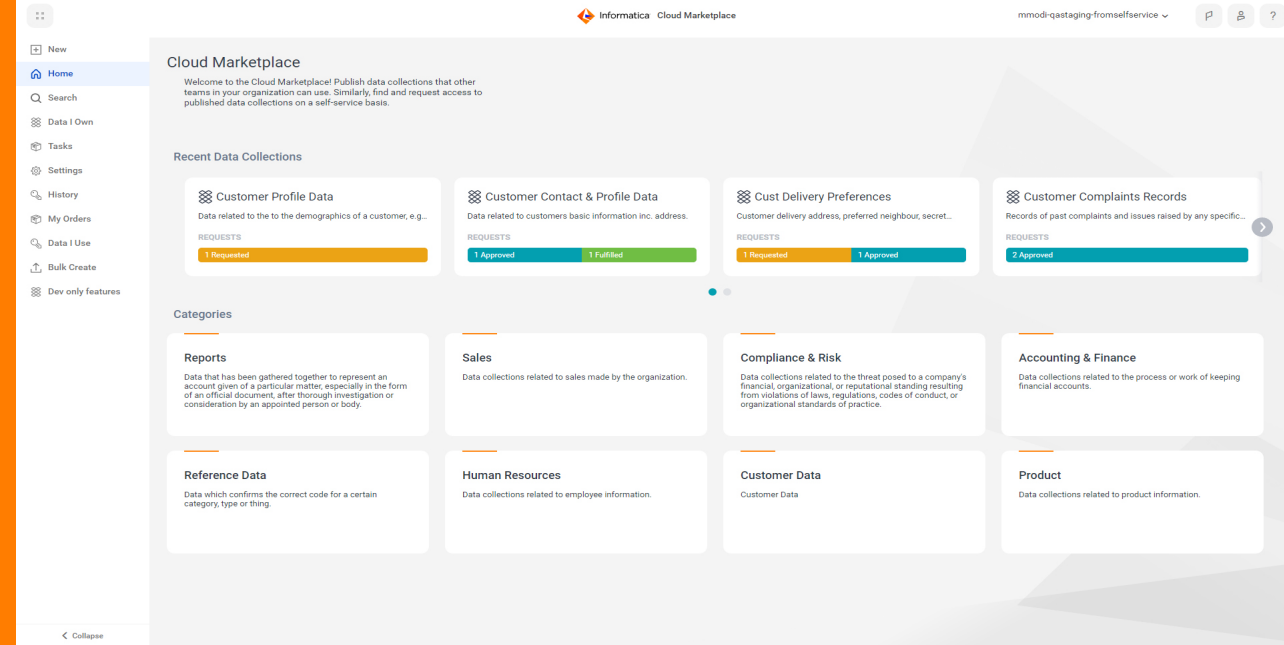 Informatica Cloud Marketplace
mmodi-qastaging-fromselfservice
?
New
Home
Search
Data I Own
Tasks
Settings
History
My Orders
Data I Use
Bulk Create
Dev only features
Collapse
Cloud Marketplace
Welcome to the Cloud Marketplace! Publish data collections that other
teams in your organization can use. Similarly, find and request access to
published data collections on a self-service basis.
Recent Data Collections
Customer Profile Data
Data related to the to the demographics of a customer, e.g...
REQUESTS
1 Requested
Customer Contact & Profile Data
Data related to customers basic information inc. address.
REQUESTS
1 Approved 1 Fulfilled
Cust Delivery Preferences
Customer delivery address, preferred neighbour, secret...
REQUESTS
1 Requested 1 Approved
Customer Complaints Records
Records of past complaints and issues raised by any specific...
REQUESTS
2 Approved
Categories
Reports
Data that has been gathered together to represent an
account given of a particular matter, especially in the form
of an official document, after thorough investigation or
consideration by an appointed person or body.
Sales
Data collections related to sales made by the organization.
Compliance & Risk
Data collections related to the threat posed to a company's
financial, organizational, or reputational standing resulting
from violations of laws, regulations, codes of conduct, or
organizational standards of practice.
Accounting & Finance
Data collections related to the process or work of keeping
financial accounts.
Reference Data
Data which confirms the correct code for a certain
category, type or thing.
Human Resources
Data collections related to employee information.
Customer Data
Customer Data
Product
Data collections related to product information.